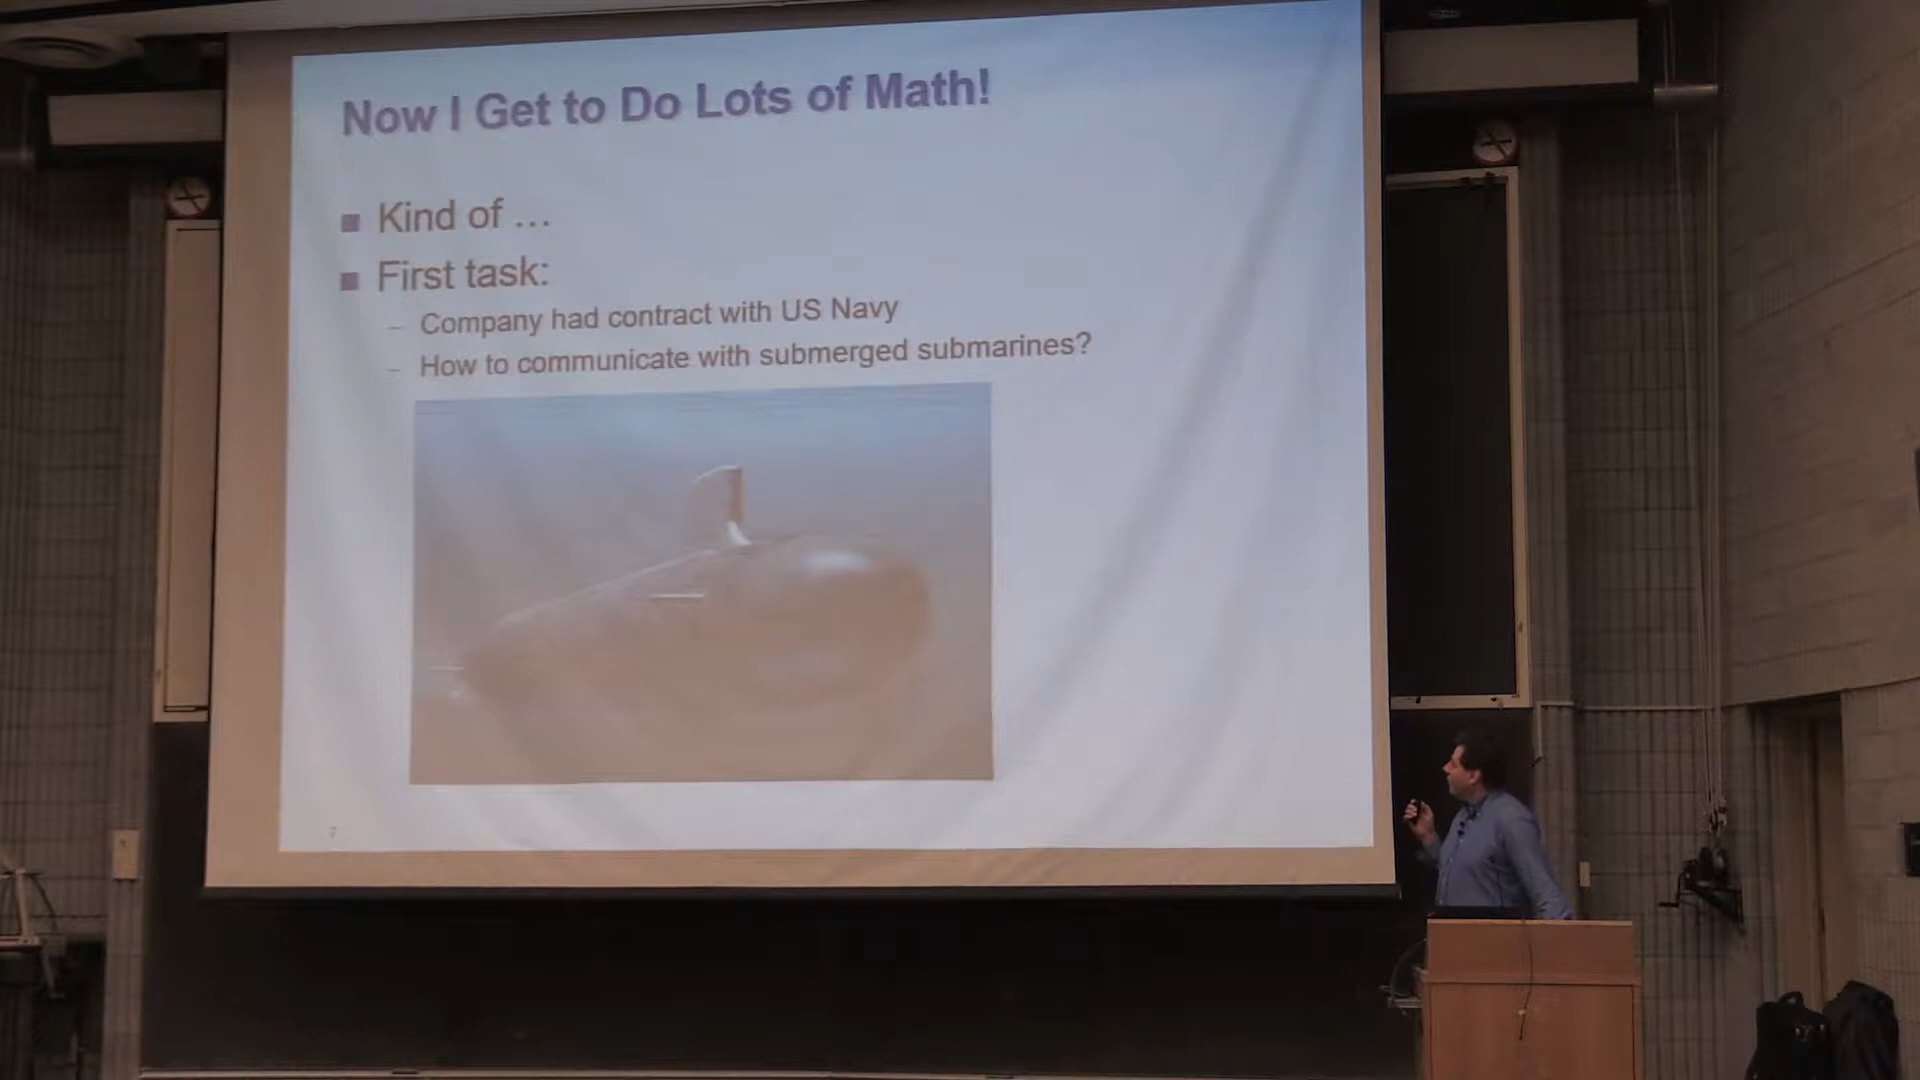 Now I Get to Do Lots of Math!
■ Kind of ...
■ First task:
– Company had contract with US Navy
– How to communicate with submerged submarines?
7